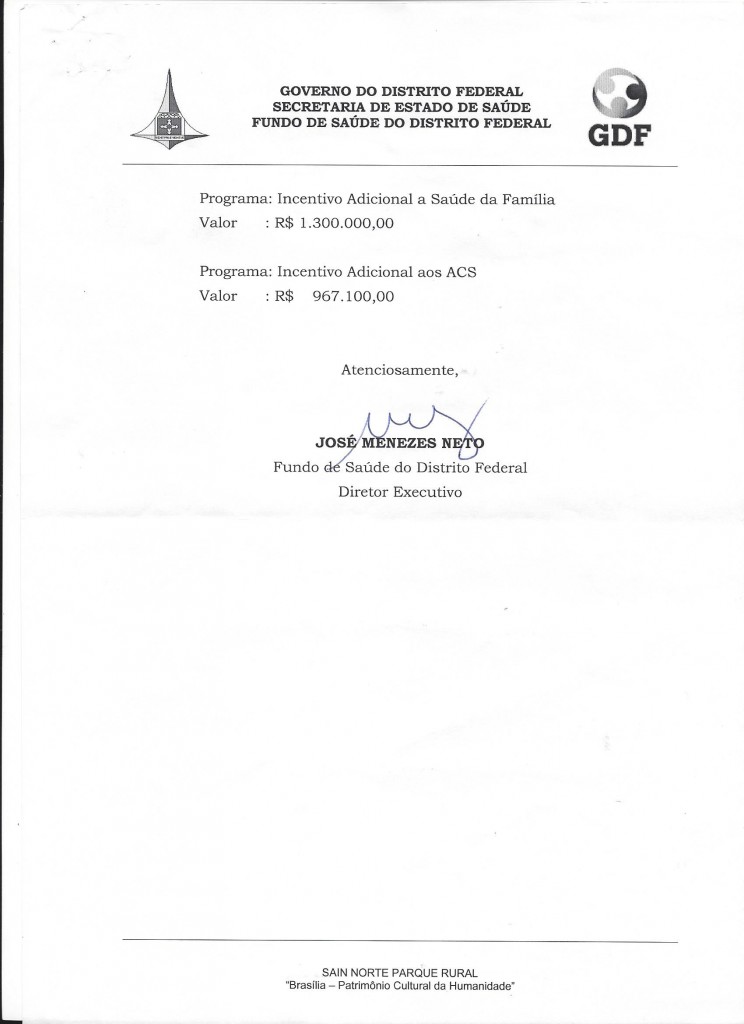 GOVERNO DO DISTRITO FEDERAL
SECRETARIA DE ESTADO DE SAÚDE
FUNDO DE SAÚDE DO DISTRITO FEDERAL
GDF
Programa: Incentivo Adicional a Saúde da Família
Valor : R$ 1.300.000,00
Programa: Incentivo Adicional aos ACS
Valor : R$ 967.100,00
Atenciosamente,
JOSÉ MENEZES NETO
Fundo de Saúde do Distrito Federal
Diretor Executivo
SAIN NORTE PARQUE RURAL
"Brasília – Patrimônio Cultural da Humanidade"